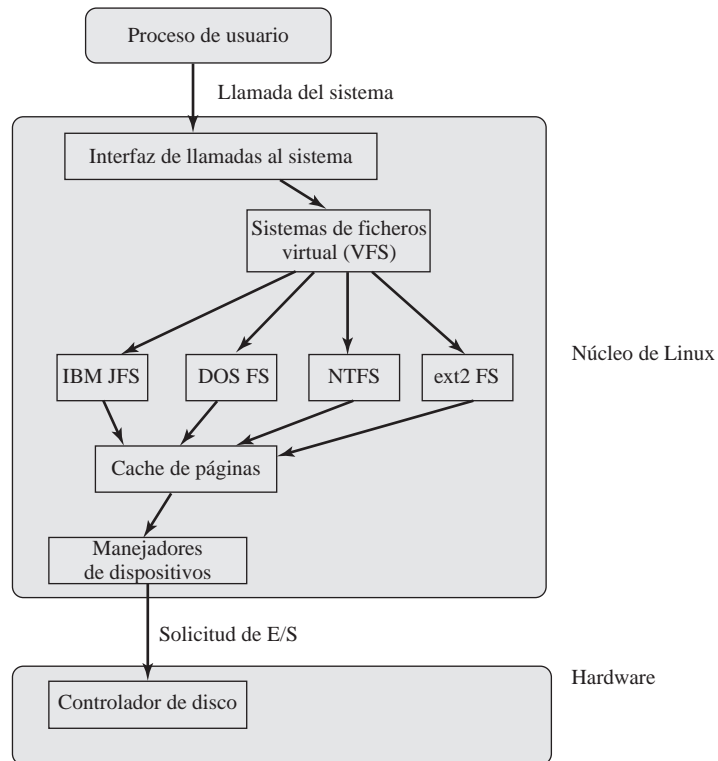 Proceso de usuario
Llamada del sistema
Interfaz de llamadas al sistema
Sistemas de ficheros
virtual (VFS)
Núcleo de Linux
IBM JFS
DOS FS
NTFS
ext2 FS
Cache de páginas
Manejadores
de dispositivos
Solicitud de E/S
Hardware
Controlador de disco